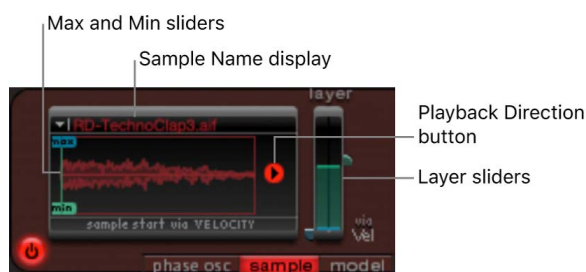 Max and Min sliders
Sample Name display
layer
RD-TechnoClap3.aif
Playback Direction
button
max
Layer sliders
min
sample start via VELOCITY
via
Vel
phase osc sample model